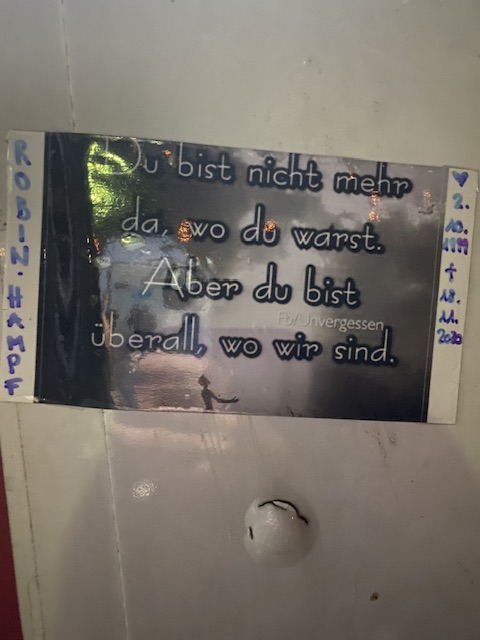 Du bist nicht mehr
da, wo du warst.
Aber du bist
Fb/Unvergessen
überall, wo wir sind.
ROBIN·HAMPF
♥
2.
10.
1999
†
18.
11.
2020